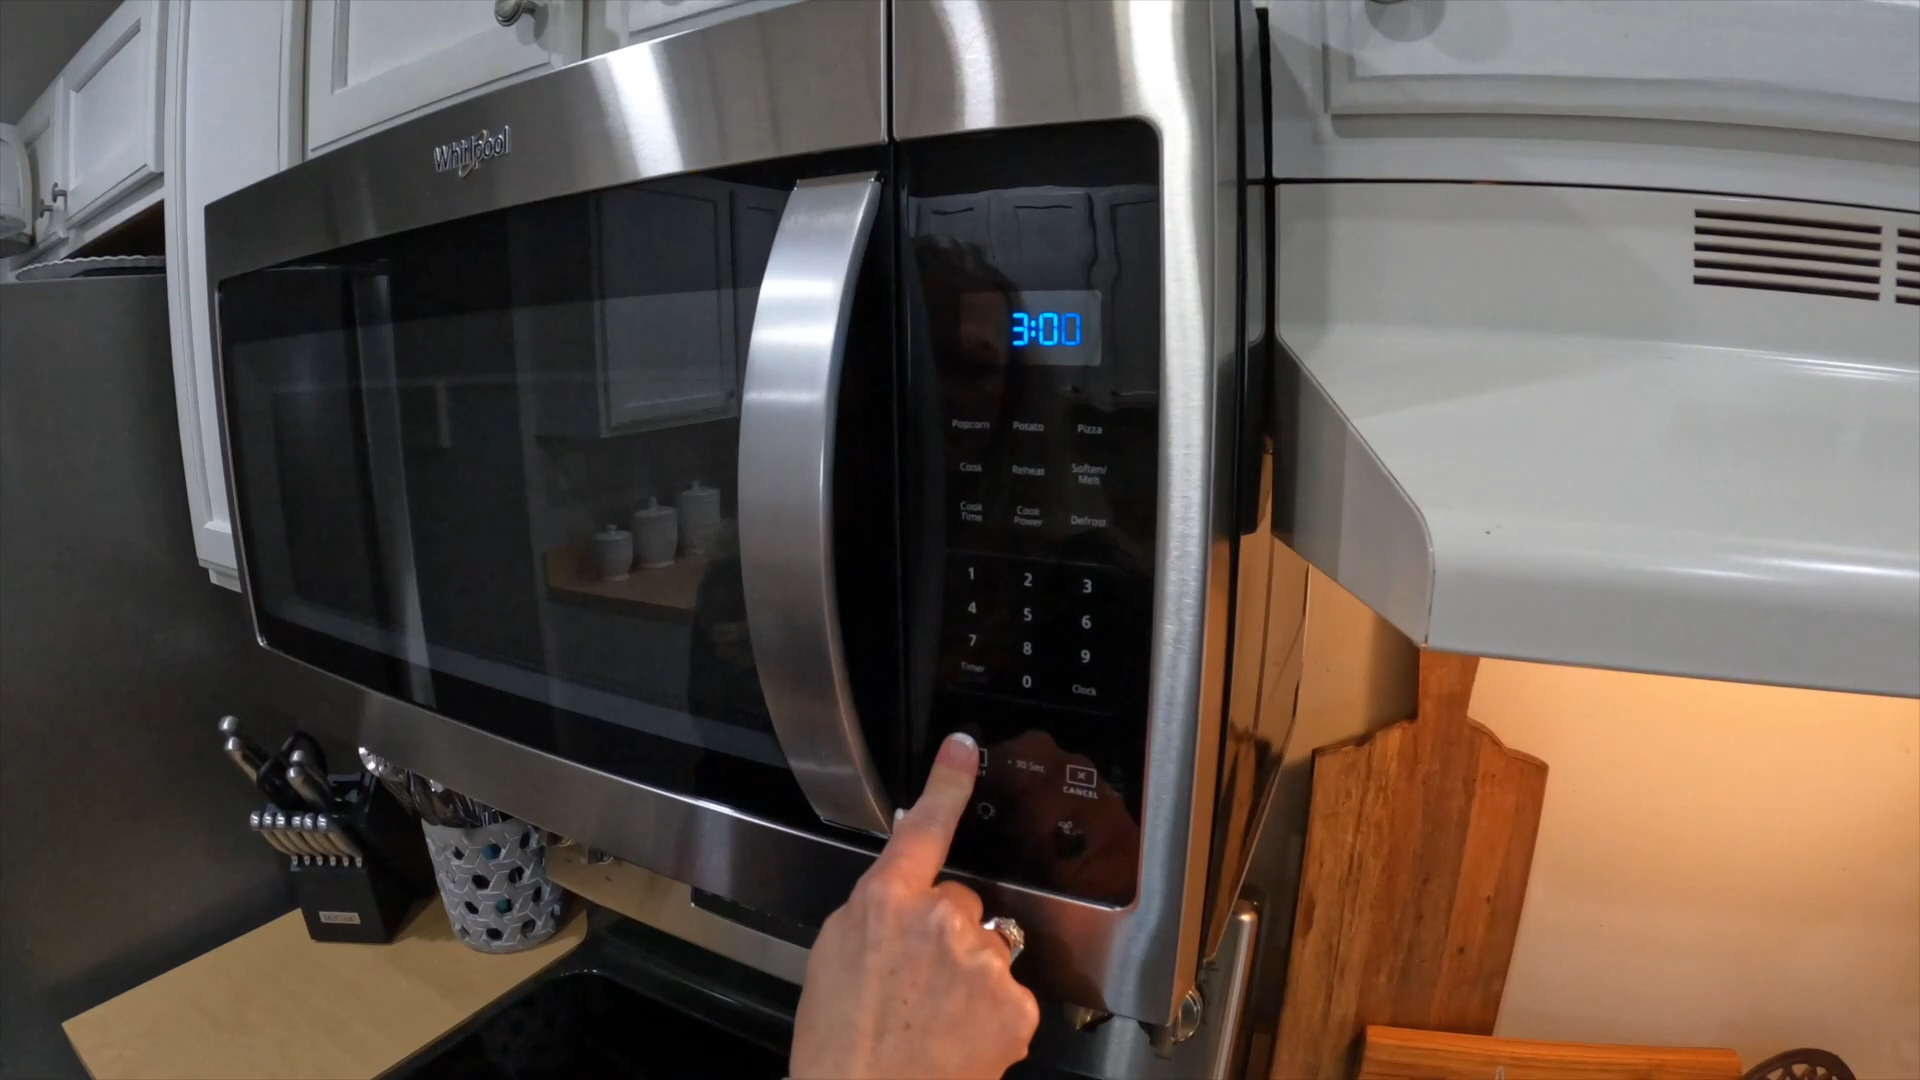 Whirlpool
3:00
Popcorn Potato Pizza
Cook Reheat Soften/
Melt
Cook
Time Cook
Power Defrost
1 2 3
4 5 6
7 8 9
Timer 0 Clock
+ 30 Sec
CANCEL